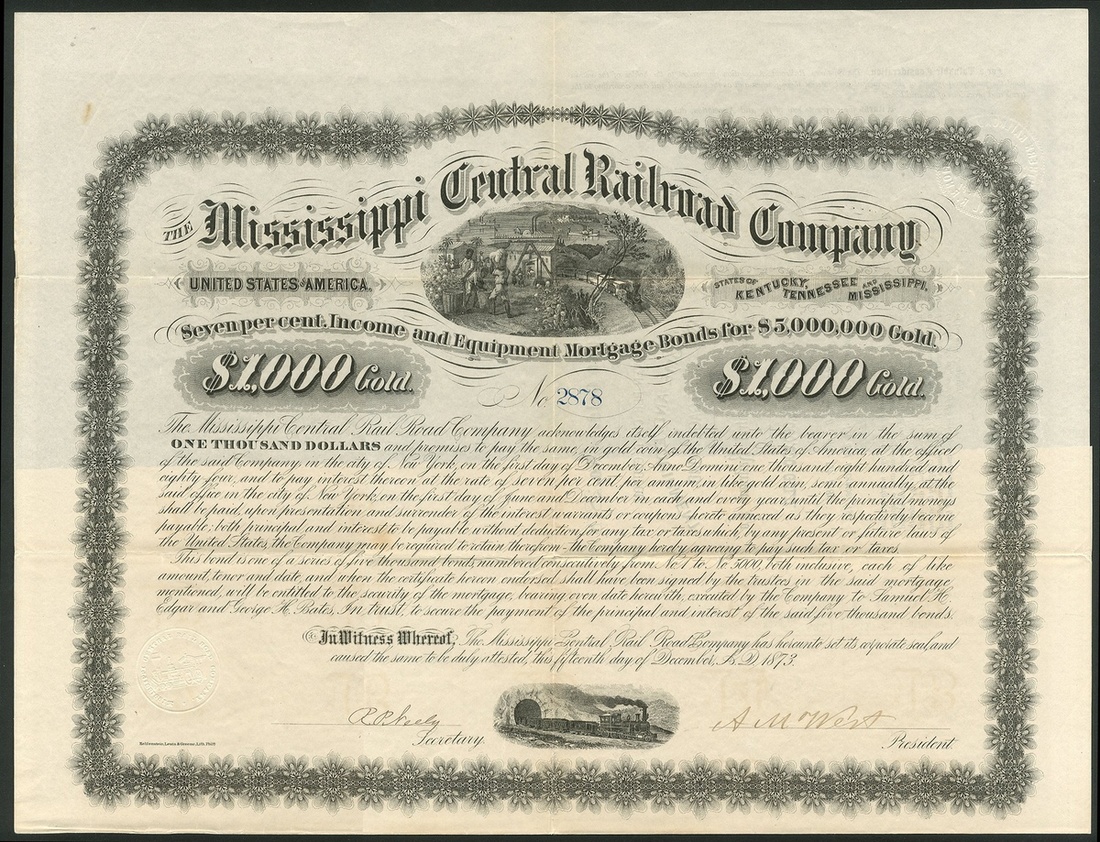 THE Mississippi Central Railroad Company
UNITED STATES OF AMERICA.
STATES OF KENTUCKY, TENNESSEE AND MISSISSIPPI.
Seven per cent. Income and Equipment Mortgage Bonds for $5,000,000 Gold.
$1,000 Gold.
$1,000 Gold.
No. 2878
The Mississippi Central Rail Road Company acknowledges itself indebted unto the bearer in the sum of
ONE THOUSAND DOLLARS and promises to pay the same in gold coin of the United States of America, at the office
of the said Company, in the city of New York, on the first day of December, Anno Domini one thousand eight hundred and
eighty four, and to pay interest thereon at the rate of seven per cent. per annum, in like gold coin, semi annually, at the
said office in the city of New York, on the first day of June and December in each and every year, until the principal moneys
shall be paid, upon presentation and surrender of the interest warrants or coupons hereto annexed as they respectively become
payable: both principal and interest to be payable without deduction for any tax or taxes which, by any present or future laws of
the United States, the Company may be required to retain therefrom - the Company hereby agreeing to pay such tax or taxes
This bond is one of a series of five thousand bonds, numbered consecutively from No 1 to No 5000 both inclusive, each of like
amount, tenor and date, and when the certificate hereon endorsed shall have been signed by the trustees in the said mortgage,
mentioned, will be entitled to the security of the mortgage, bearing even date herewith, executed by the Company to Samuel H.
Edgar and George H. Bates, In trust, to secure the payment of the principal and interest of the said five thousand bonds.
In Witness Whereof, The Mississippi Central Rail Road Company has hereunto set its corporate seal, and
caused the same to be duly attested, this fifteenth day of December, A.D. 1873.
R P Neely
Secretary.
A M West
President.